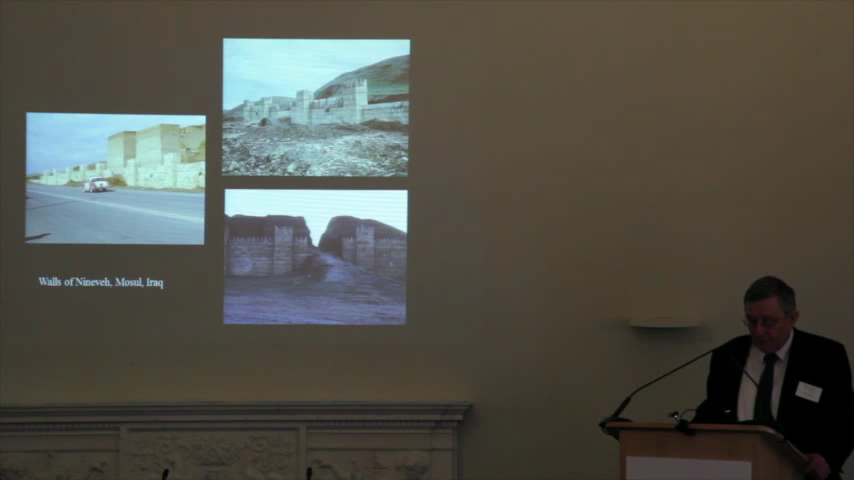 Walls of Nineveh, Mosul, Iraq